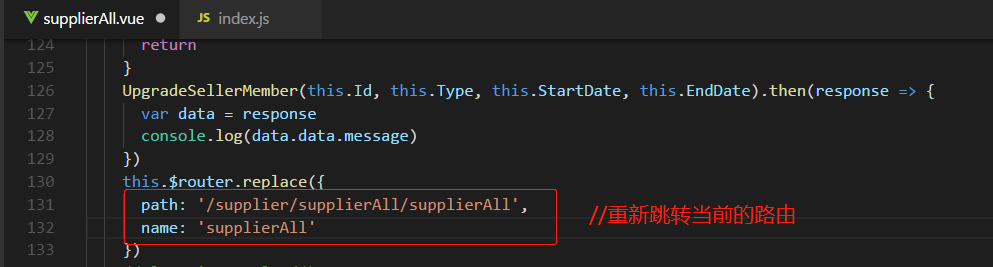 supplierAll.vue
JS index.js
124 return
125 }
126 UpgradeSellerMember(this.Id, this.Type, this.StartDate, this.EndDate).then(response => {
127 var data = response
128 console.log(data.data.message)
129 })
130 this.$router.replace({
131 path: '/supplier/supplierAll/supplierAll',
132 name: 'supplierAll'
//重新跳转当前的路由
133 })